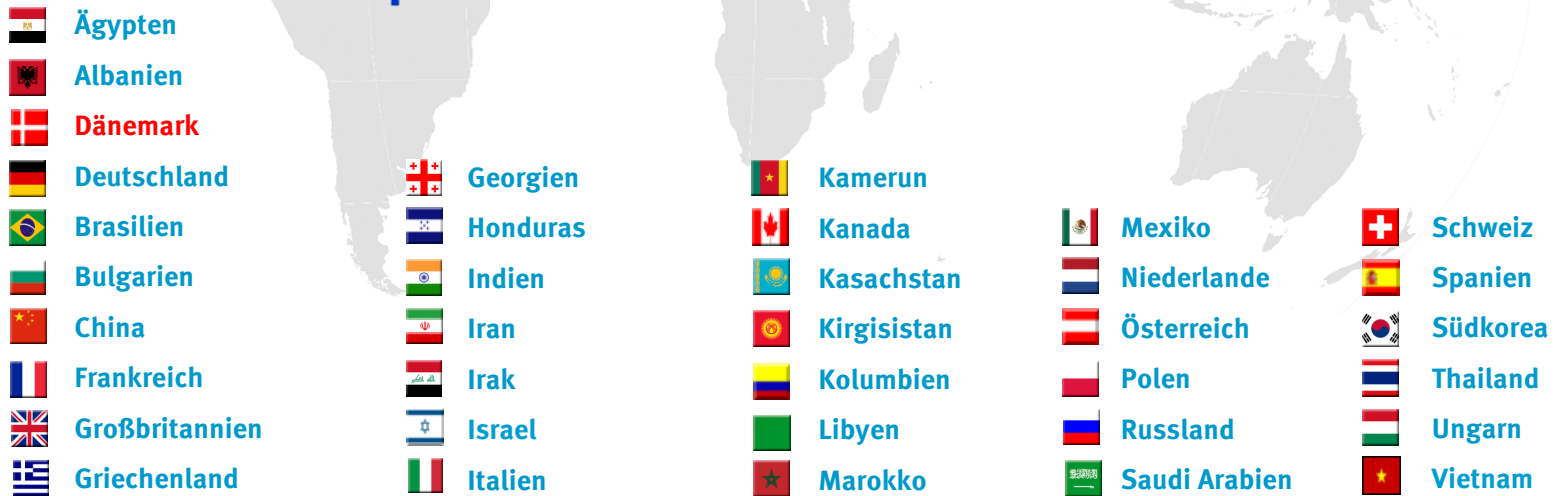 Ägypten
Albanien
Dänemark
Deutschland
Brasilien
Bulgarien
China
Frankreich
Großbritannien
Griechenland
Georgien
Honduras
Indien
Iran
Irak
Israel
Italien
Kamerun
Kanada
Kasachstan
Kirgisistan
Kolumbien
Libyen
Marokko
Mexiko
Niederlande
Österreich
Polen
Russland
Saudi Arabien
Schweiz
Spanien
Südkorea
Thailand
Ungarn
Vietnam